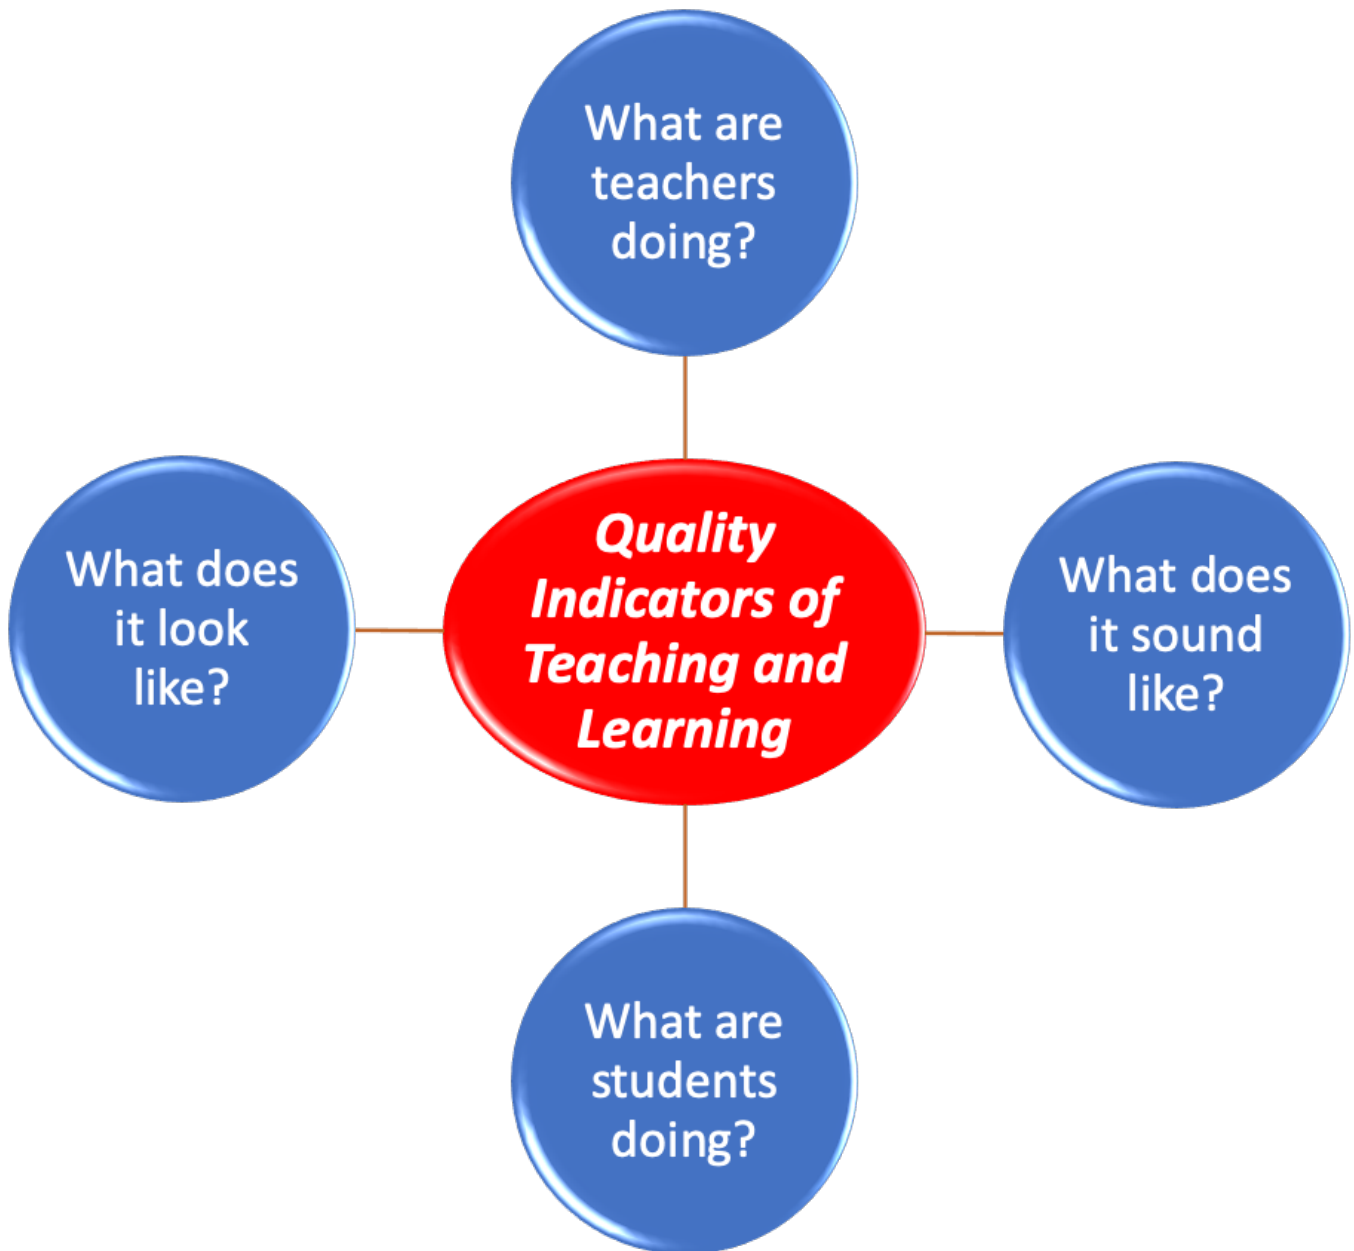 What are
teachers
doing?
What does
it look
like?
Quality
Indicators of
Teaching and
Learning
What does
it sound
like?
What are
students
doing?